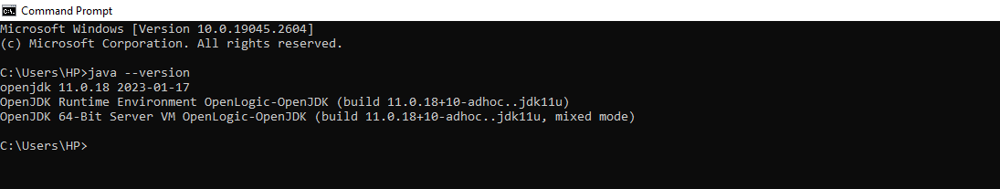 Command Prompt
Microsoft Windows [Version 10.0.19045.2604]
(c) Microsoft Corporation. All rights reserved.
C:\Users\HP>java --version
openjdk 11.0.18 2023-01-17
OpenJDK Runtime Environment OpenLogic-OpenJDK (build 11.0.18+10-adhoc..jdk11u)
OpenJDK 64-Bit Server VM OpenLogic-OpenJDK (build 11.0.18+10-adhoc..jdk11u, mixed mode)
C:\Users\HP>